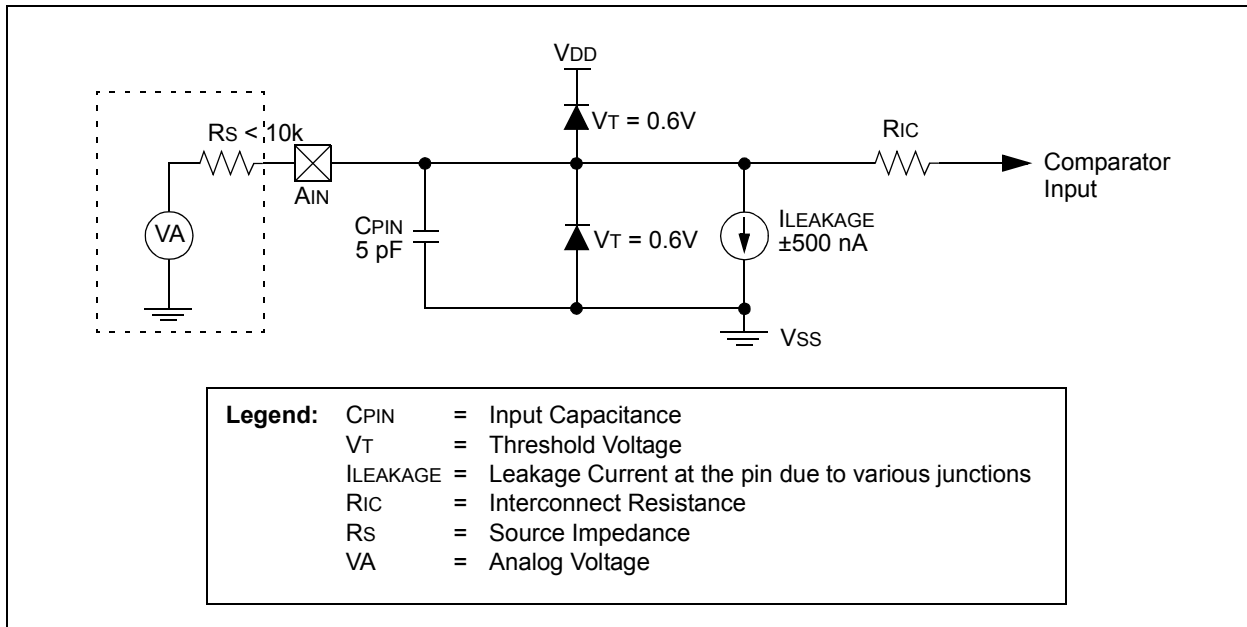 VDD
VT = 0.6V
RS < 10k
RIC
Comparator
Input
AIN
VA
CPIN
5 pF
VT = 0.6V
ILEAKAGE
±500 nA
VSS
Legend: CPIN = Input Capacitance
VT = Threshold Voltage
ILEAKAGE = Leakage Current at the pin due to various junctions
RIC = Interconnect Resistance
RS = Source Impedance
VA = Analog Voltage